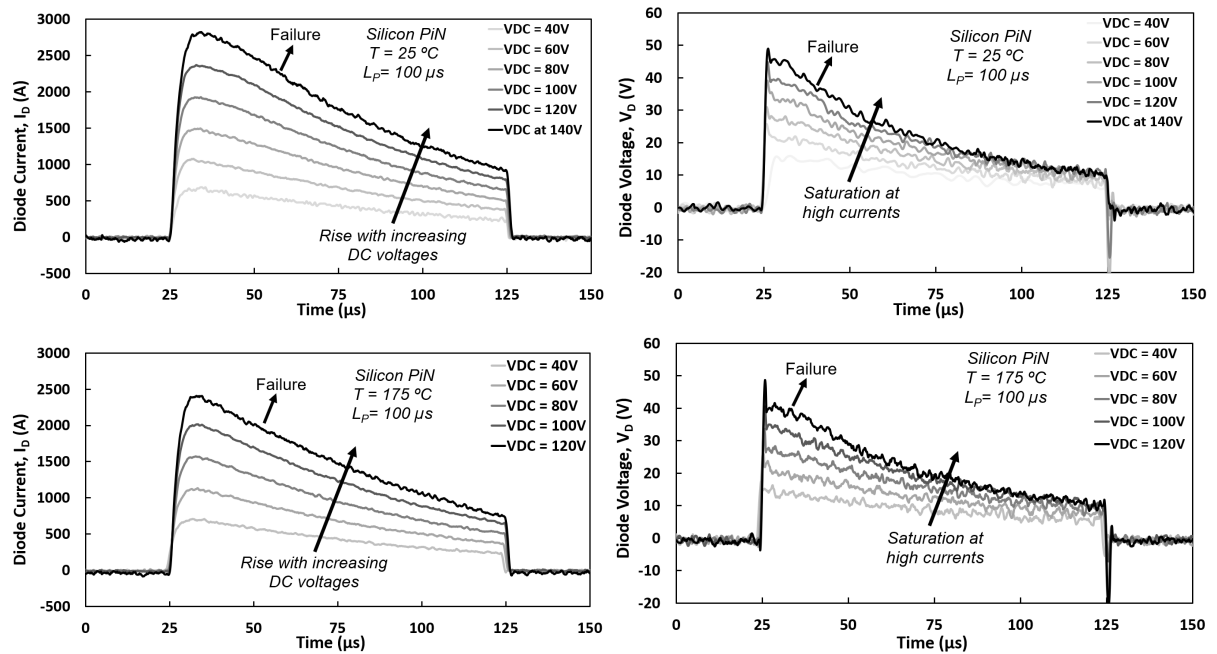 3000
2500
2000
1500
1000
500
0
-500
Diode Current, I_D (A)
0 25 50 75 100 125 150
Time (µs)
Failure
Silicon PiN
T = 25 ºC
L_P= 100 µs
Rise with increasing
DC voltages
VDC = 40V
VDC = 60V
VDC = 80V
VDC = 100V
VDC = 120V
VDC at 140V
60
50
40
30
20
10
0
-10
-20
Diode Voltage, V_D (V)
0 25 50 75 100 125 150
Time (µs)
Failure
Silicon PiN
T = 25 ºC
L_P= 100 µs
Saturation at
high currents
VDC = 40V
VDC = 60V
VDC = 80V
VDC = 100V
VDC = 120V
VDC at 140V
3000
2500
2000
1500
1000
500
0
-500
Diode Current, I_D (A)
0 25 50 75 100 125 150
Time (µs)
Failure
Silicon PiN
T = 175 ºC
L_P= 100 µs
Rise with increasing
DC voltages
VDC = 40V
VDC = 60V
VDC = 80V
VDC = 100V
VDC = 120V
60
50
40
30
20
10
0
-10
-20
Diode Voltage, V_D (V)
0 25 50 75 100 125 150
Time (µs)
Failure
Silicon PiN
T = 175 ºC
L_P= 100 µs
Saturation at
high currents
VDC = 40V
VDC = 60V
VDC = 80V
VDC = 100V
VDC = 120V